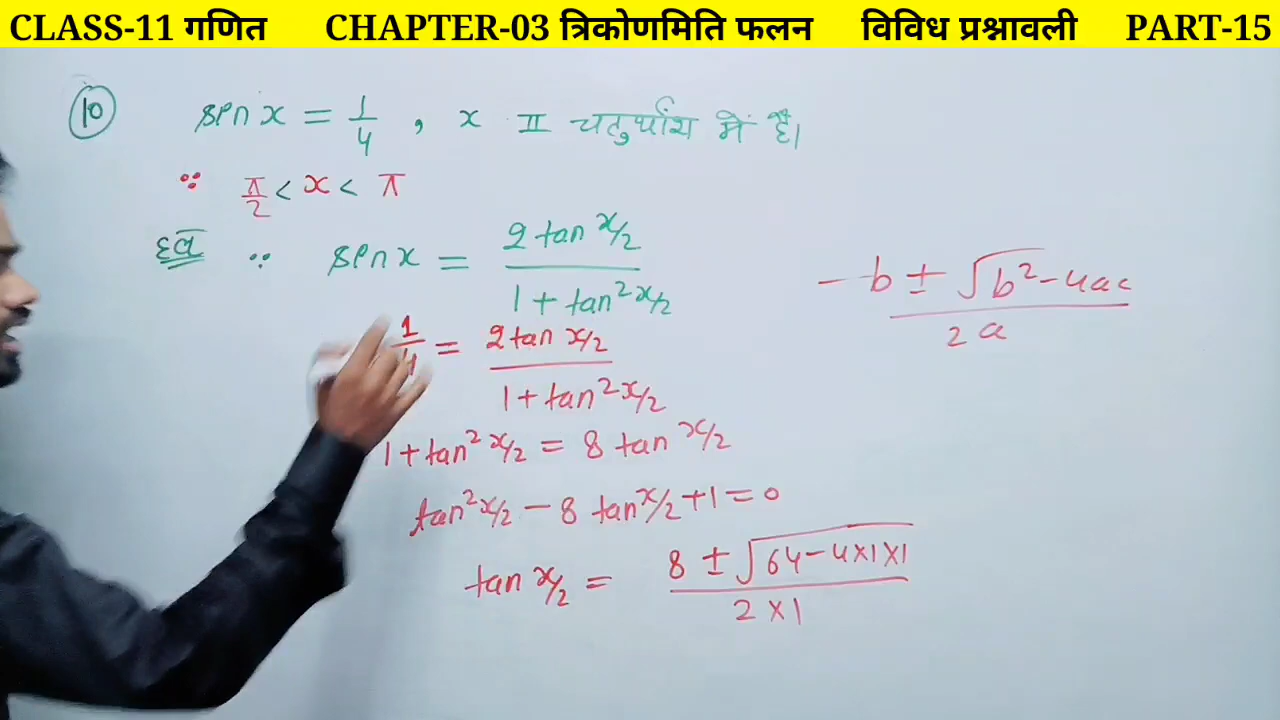 CLASS-11 गणित CHAPTER-03 त्रिकोणमिति फलन विविध प्रश्नावली PART-15
10 sin x = 1/4 , x II चतुर्थांश में है।
∵ π/2 < x < π
हल ∵ sin x = 2 tan x/2 / 1 + tan² x/2
- b ± √b² - 4ac / 2a
1/4 = 2 tan x/2 / 1 + tan² x/2
1 + tan² x/2 = 8 tan x/2
tan² x/2 - 8 tan x/2 + 1 = 0
tan x/2 = 8 ± √64 - 4×1×1 / 2 × 1